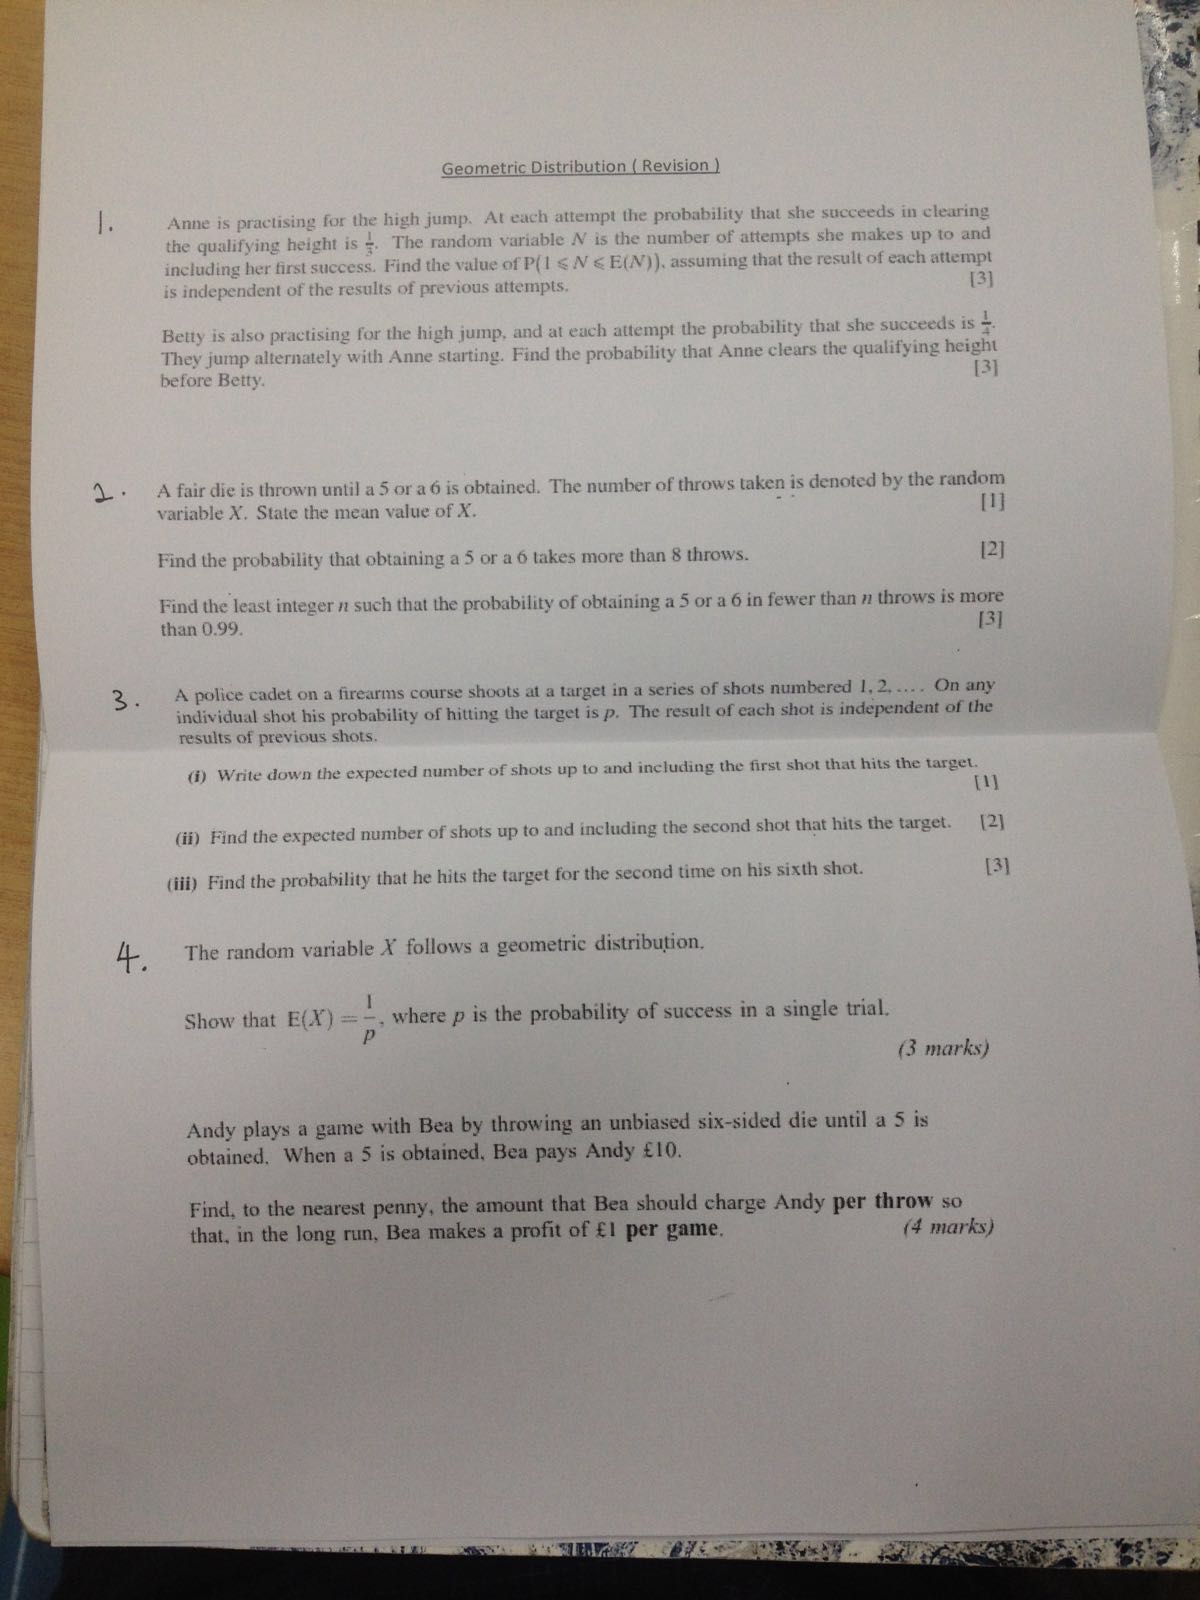 Geometric Distribution ( Revision )
1. Anne is practising for the high jump. At each attempt the probability that she succeeds in clearing
the qualifying height is 1/3. The random variable N is the number of attempts she makes up to and
including her first success. Find the value of P(1 ⩽ N ⩽ E(N)), assuming that the result of each attempt
is independent of the results of previous attempts. [3]
Betty is also practising for the high jump, and at each attempt the probability that she succeeds is 1/4.
They jump alternately with Anne starting. Find the probability that Anne clears the qualifying height
before Betty. [3]
2. A fair die is thrown until a 5 or a 6 is obtained. The number of throws taken is denoted by the random
variable X. State the mean value of X. [1]
Find the probability that obtaining a 5 or a 6 takes more than 8 throws. [2]
Find the least integer n such that the probability of obtaining a 5 or a 6 in fewer than n throws is more
than 0.99. [3]
3. A police cadet on a firearms course shoots at a target in a series of shots numbered 1, 2, .... On any
individual shot his probability of hitting the target is p. The result of each shot is independent of the
results of previous shots.
(i) Write down the expected number of shots up to and including the first shot that hits the target.
[1]
(ii) Find the expected number of shots up to and including the second shot that hits the target. [2]
(iii) Find the probability that he hits the target for the second time on his sixth shot. [3]
4. The random variable X follows a geometric distribution.
Show that E(X) = 1/p, where p is the probability of success in a single trial.
(3 marks)
Andy plays a game with Bea by throwing an unbiased six-sided die until a 5 is
obtained. When a 5 is obtained, Bea pays Andy £10.
Find, to the nearest penny, the amount that Bea should charge Andy per throw so
that, in the long run, Bea makes a profit of £1 per game. (4 marks)